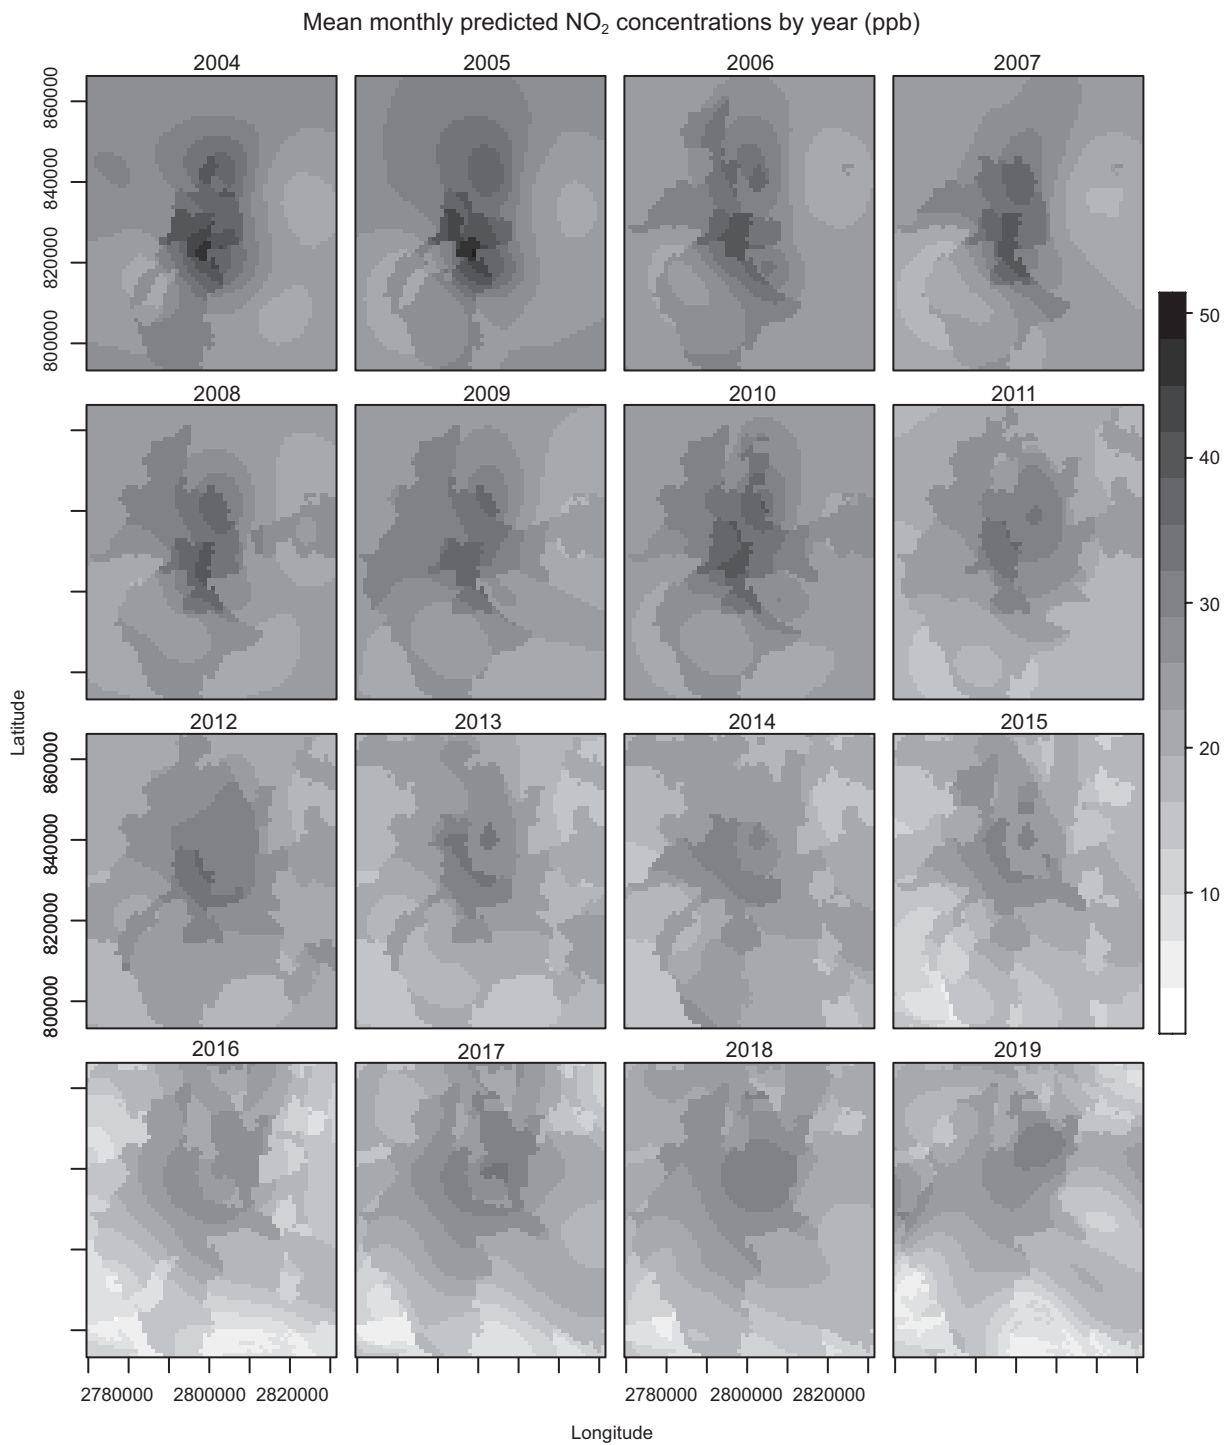 Mean monthly predicted NO₂ concentrations by year (ppb)
2004 2005 2006 2007
860000
840000
820000
800000
50
40
30
20
10
2008 2009 2010 2011
Latitude
2012 2013 2014 2015
860000
840000
820000
800000
2016 2017 2018 2019
2780000 2800000 2820000 2780000 2800000 2820000
Longitude